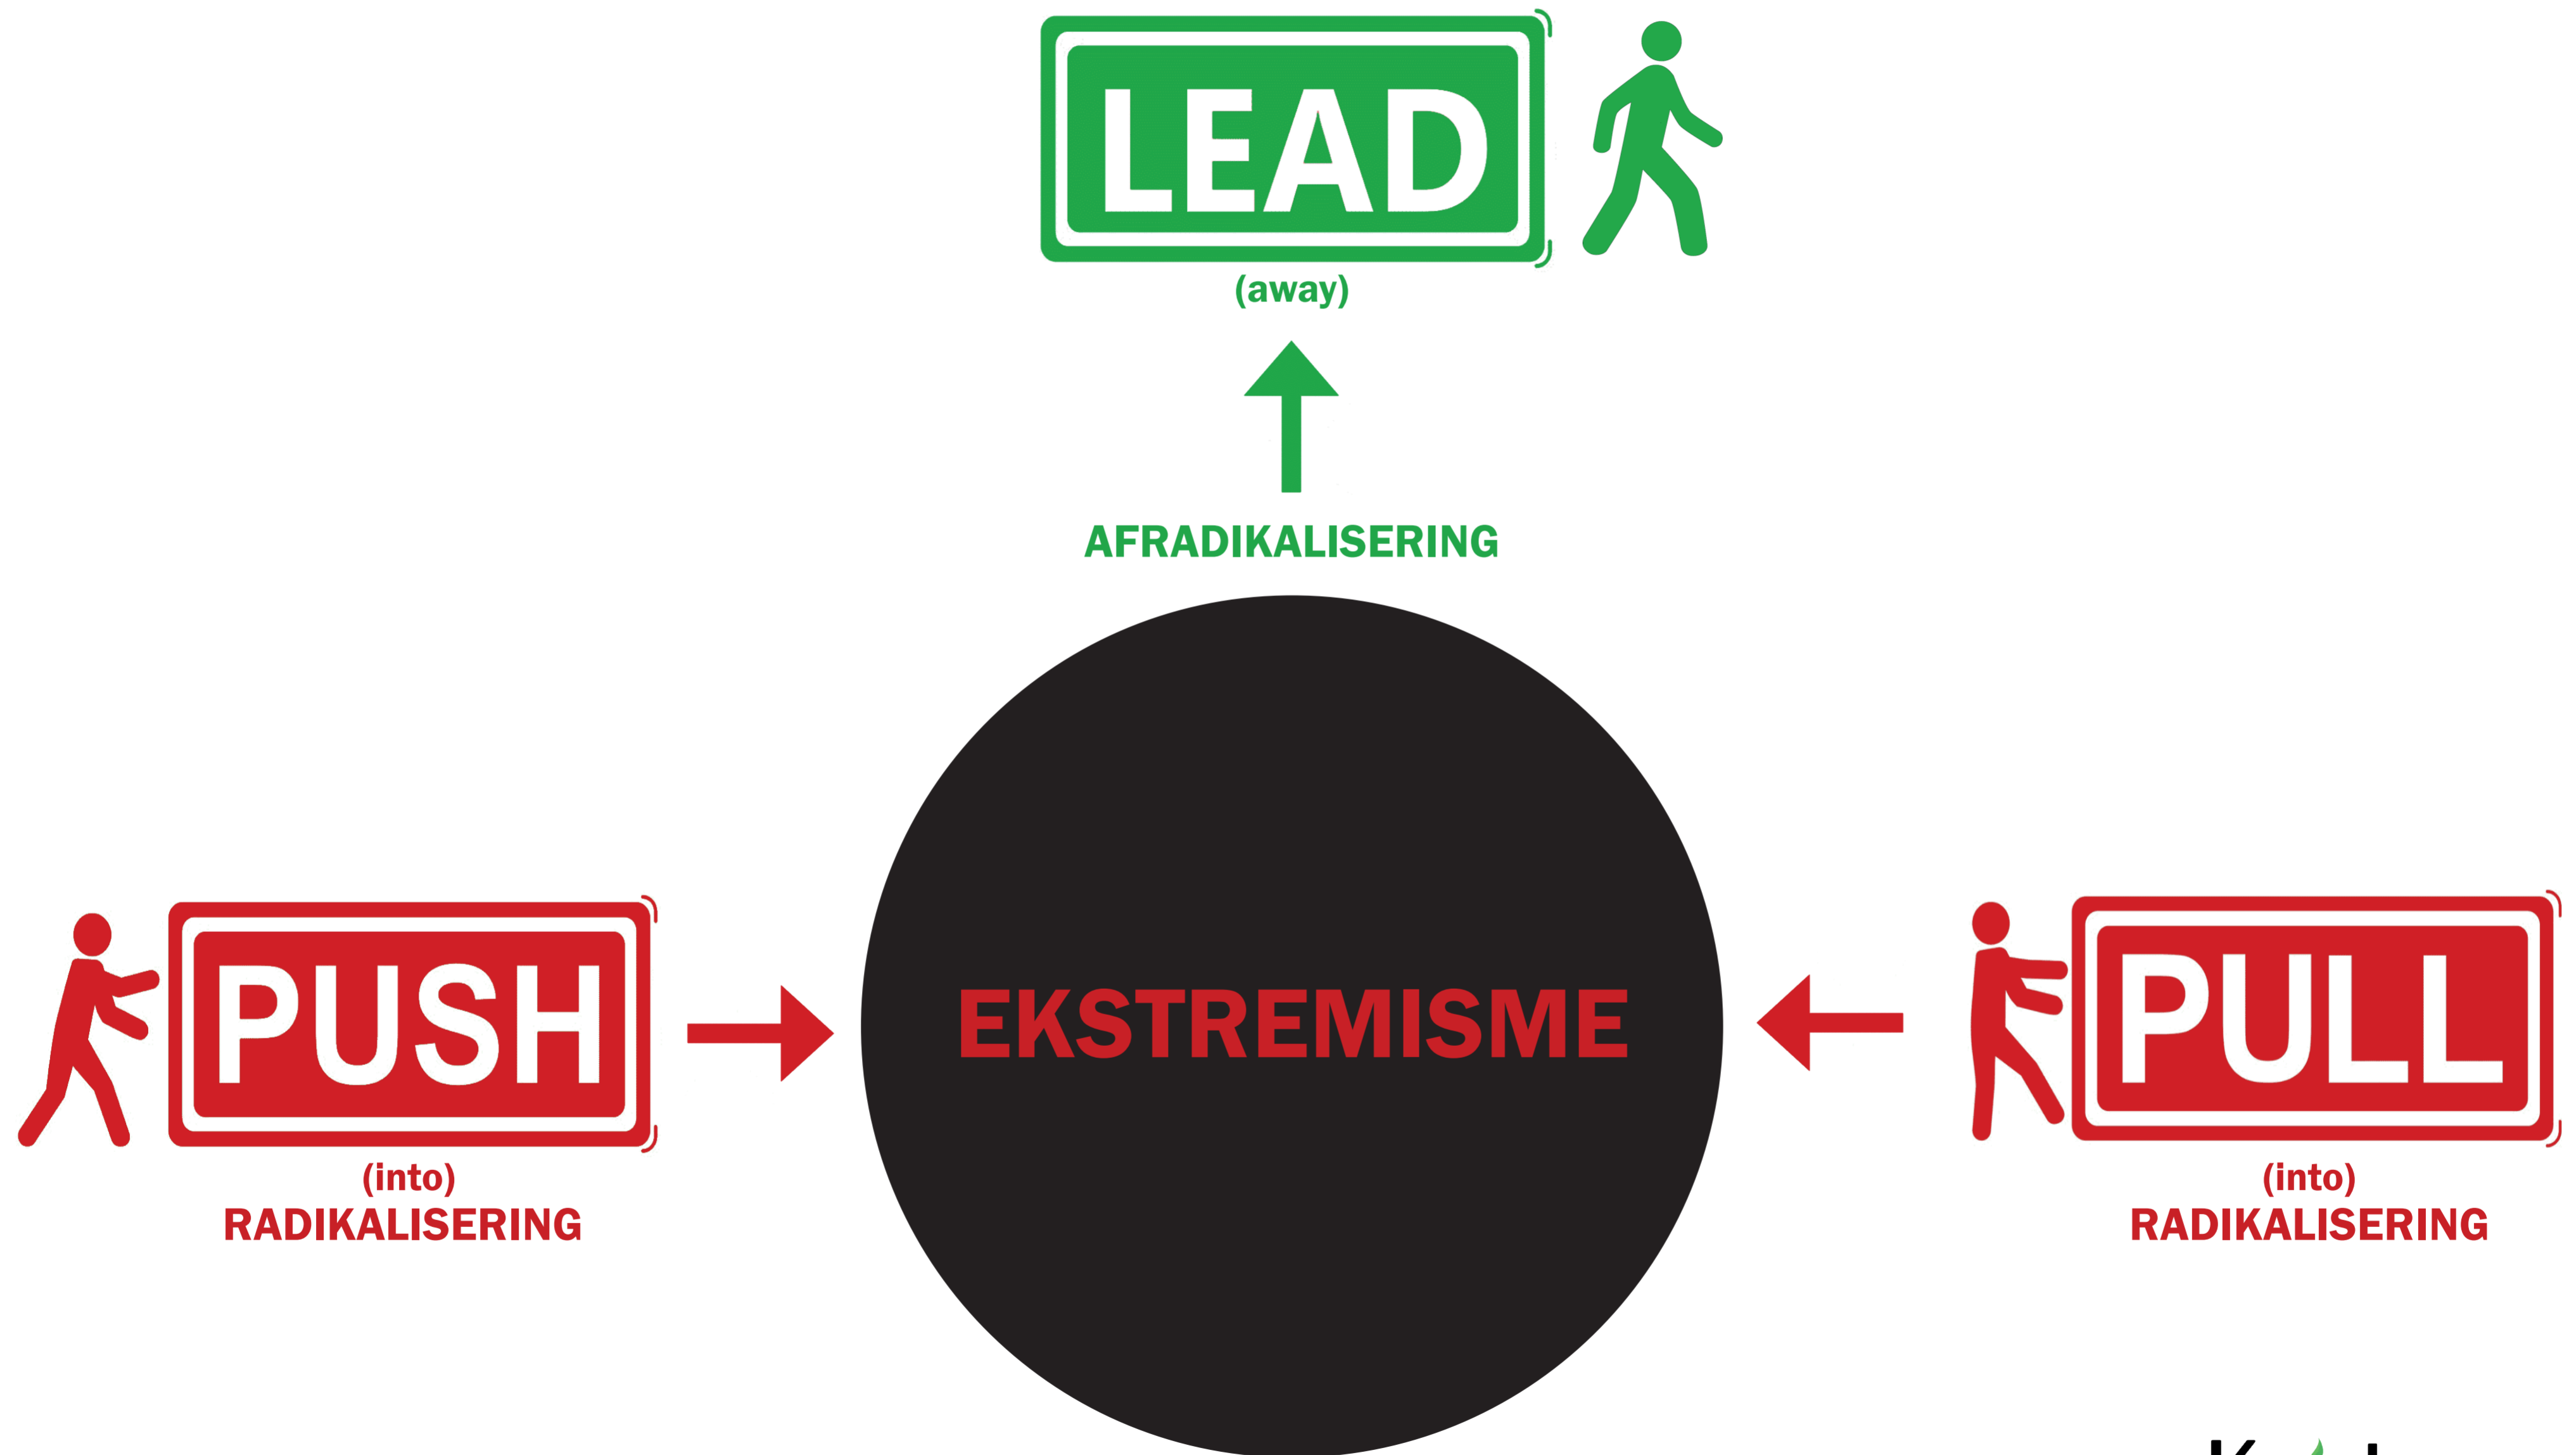 LEAD
(away)
AFRADIKALISERING
PUSH
(into)
RADIKALISERING
EKSTREMISME
PULL
(into)
RADIKALISERING